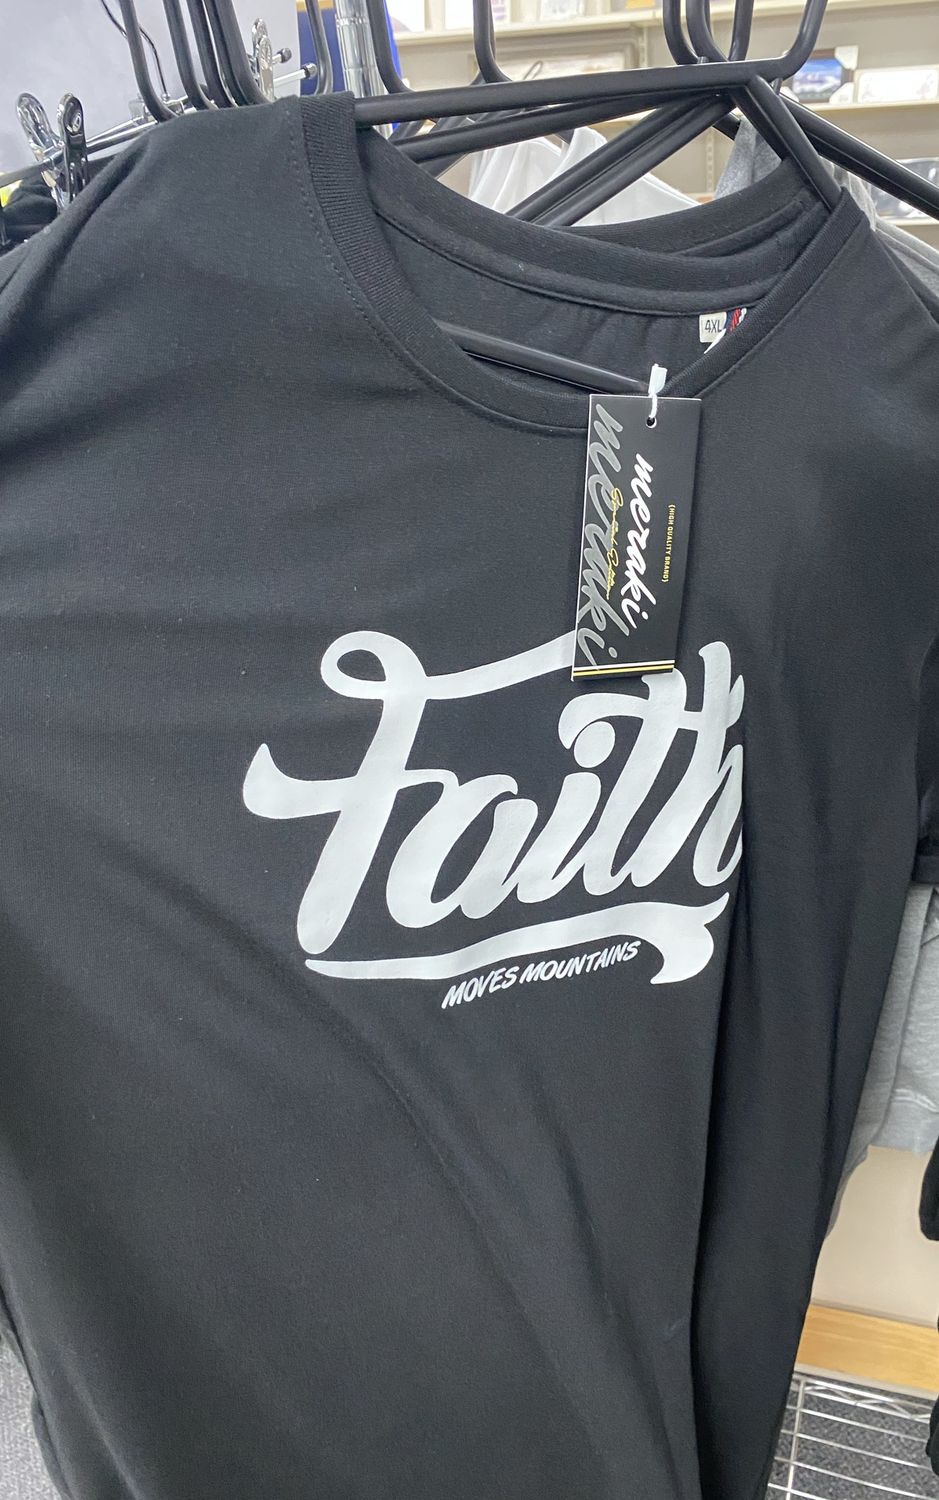 4XL
meraki
meraki
{HIGH QUALITY BRAND}
Faith
MOVES MOUNTAINS